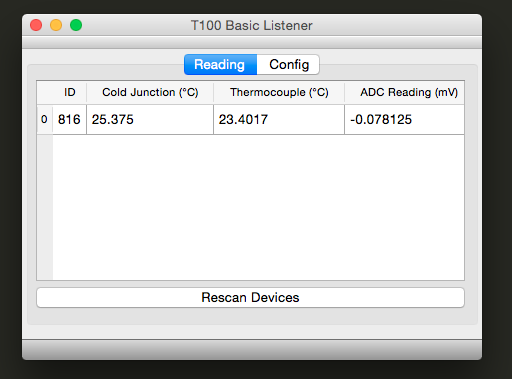 T100 Basic Listener
Reading Config
ID Cold Junction (°C) Thermocouple (°C) ADC Reading (mV)
0 816 25.375 23.4017 -0.078125
Rescan Devices